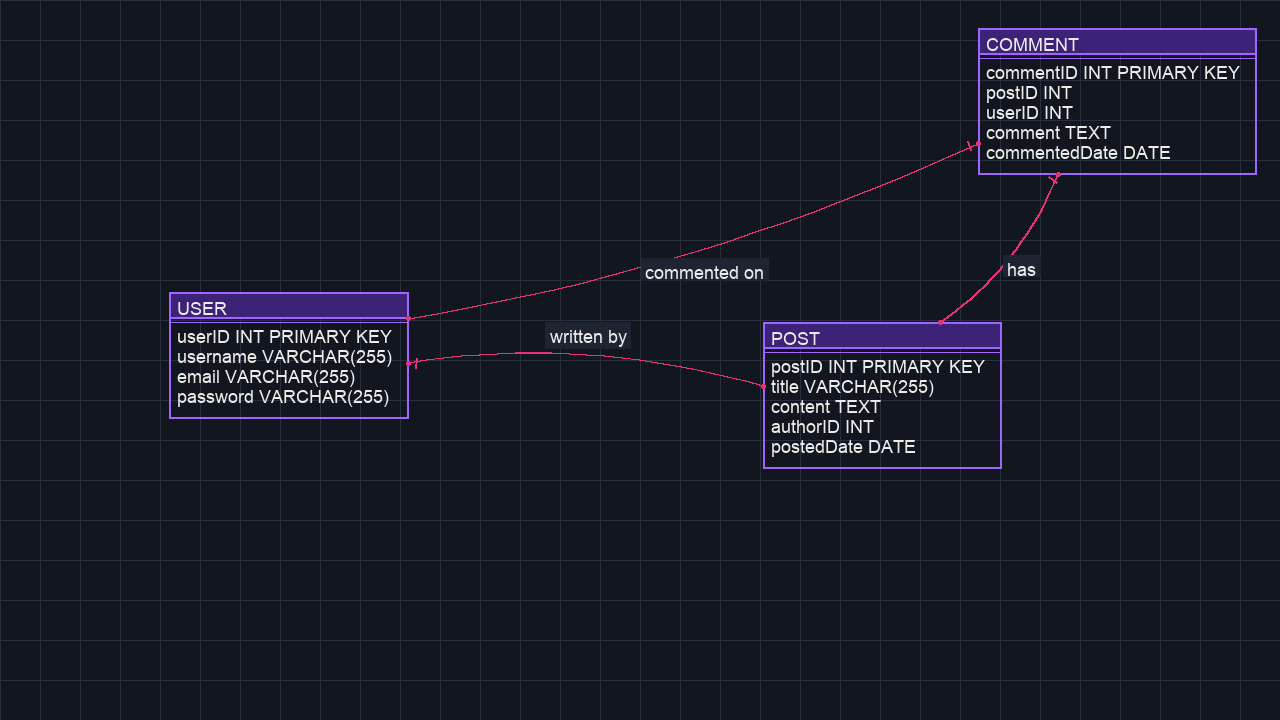 COMMENT
commentID INT PRIMARY KEY
postID INT
userID INT
comment TEXT
commentedDate DATE
commented on
has
USER
userID INT PRIMARY KEY
username VARCHAR(255)
email VARCHAR(255)
password VARCHAR(255)
written by
POST
postID INT PRIMARY KEY
title VARCHAR(255)
content TEXT
authorID INT
postedDate DATE